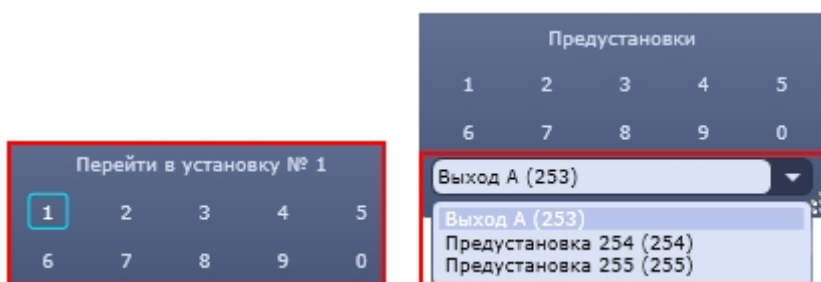 Предустановки
1 2 3 4 5
6 7 8 9 0
Выход А (253)
Выход А (253)
Предустановка 254 (254)
Предустановка 255 (255)
Перейти в установку № 1
1 2 3 4 5
6 7 8 9 0